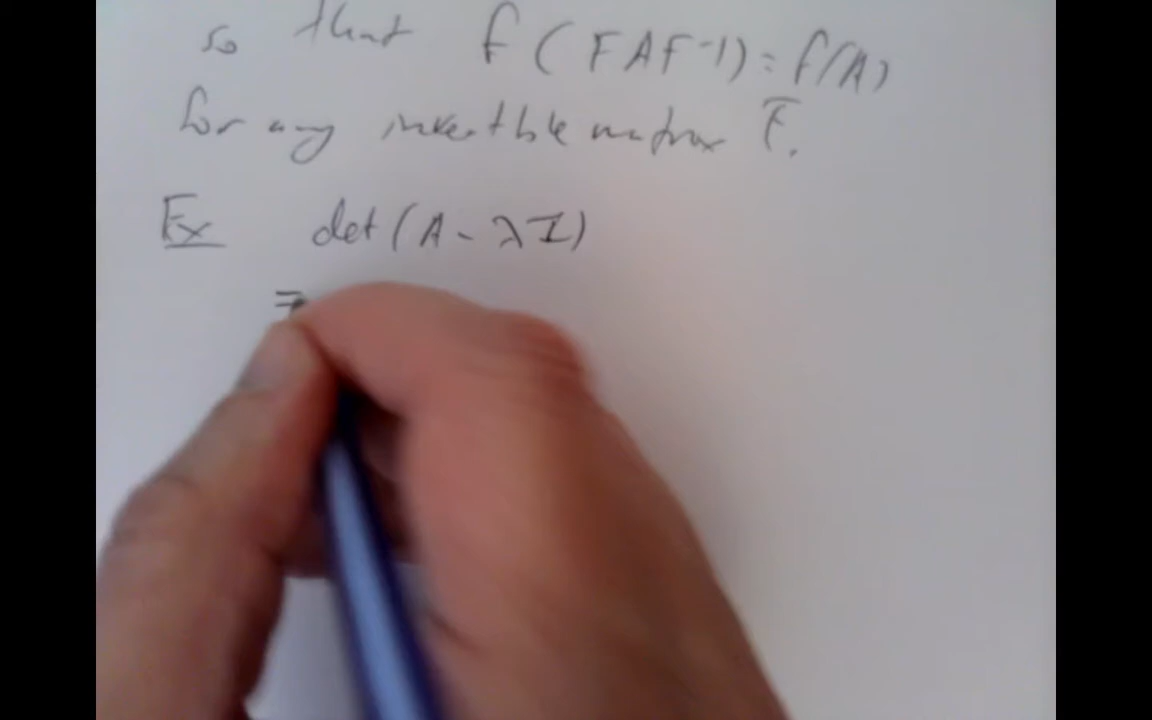 so that f(FAF⁻¹) = f(A)
for any invertible matrix F.
Ex det(A - λI)
=